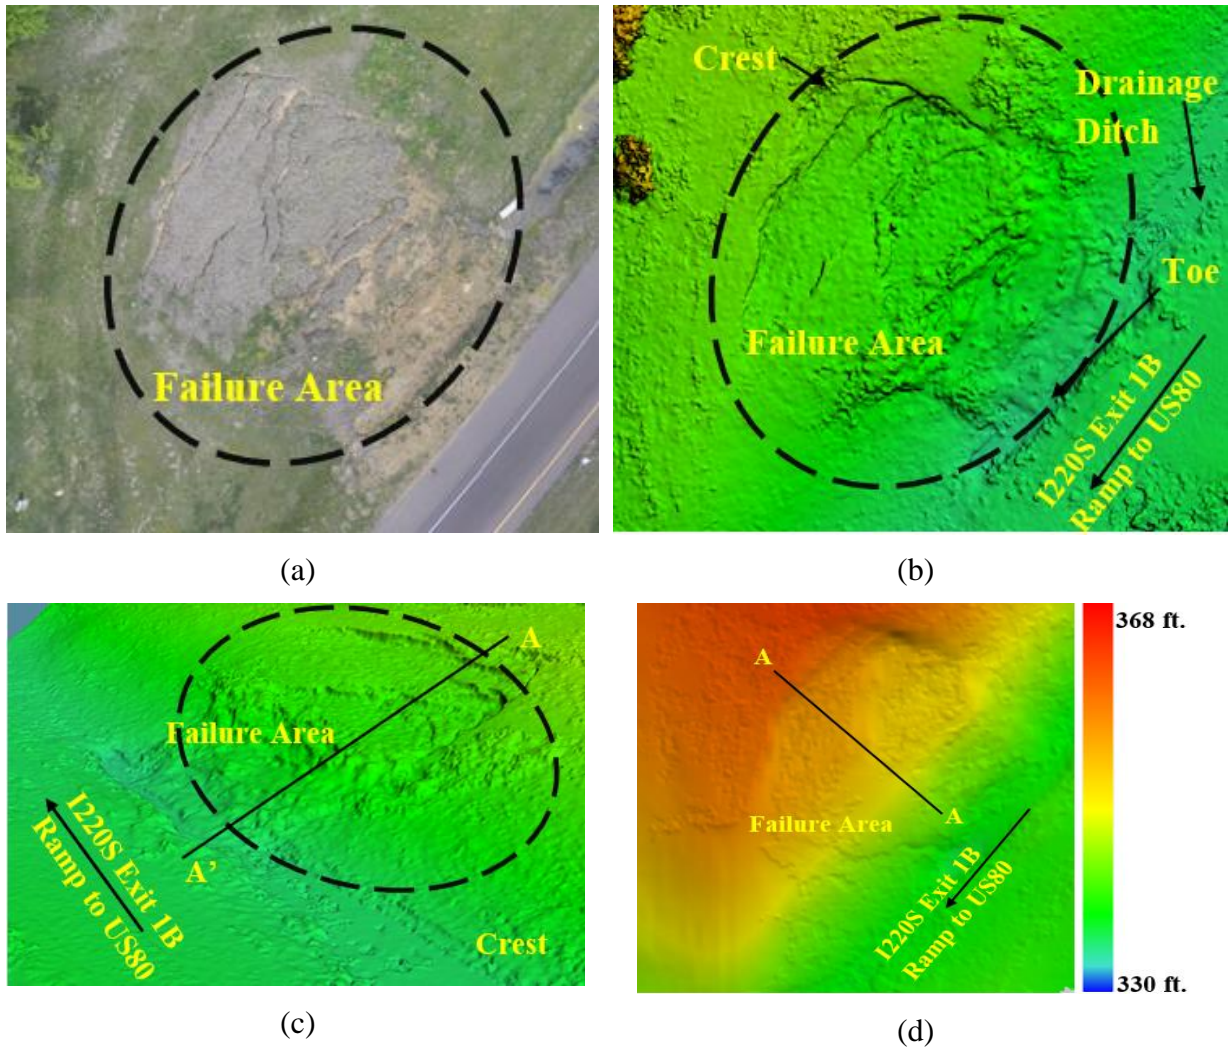 Failure Area
(a)
Crest
Drainage
Ditch
Toe
Failure Area
I220S Exit 1B
Ramp to US80
(b)
A
Failure Area
I220S Exit 1B
Ramp to US80
A’
Crest
(c)
368 ft.
A
Failure Area
A
I220S Exit 1B
Ramp to US80
330 ft.
(d)